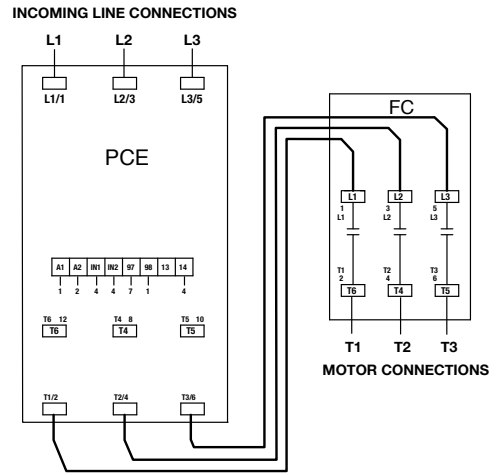 INCOMING LINE CONNECTIONS
L1 L2 L3
L1/1 L2/3 L3/5
PCE
A1 A2 IN1 IN2 97 98 13 14
1 2 4 4 7 1 4
T6 12 T4 8 T5 10
T6 T4 T5
T1/2 T2/4 T3/6
FC
L1 L2 L3
1 3 5
L1 L2 L3
T1 T2 T3
2 4 6
T6 T4 T5
T1 T2 T3
MOTOR CONNECTIONS